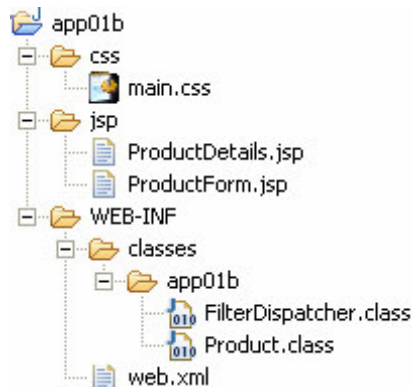 app01b
css
main.css
jsp
ProductDetails.jsp
ProductForm.jsp
WEB-INF
classes
app01b
FilterDispatcher.class
Product.class
web.xml